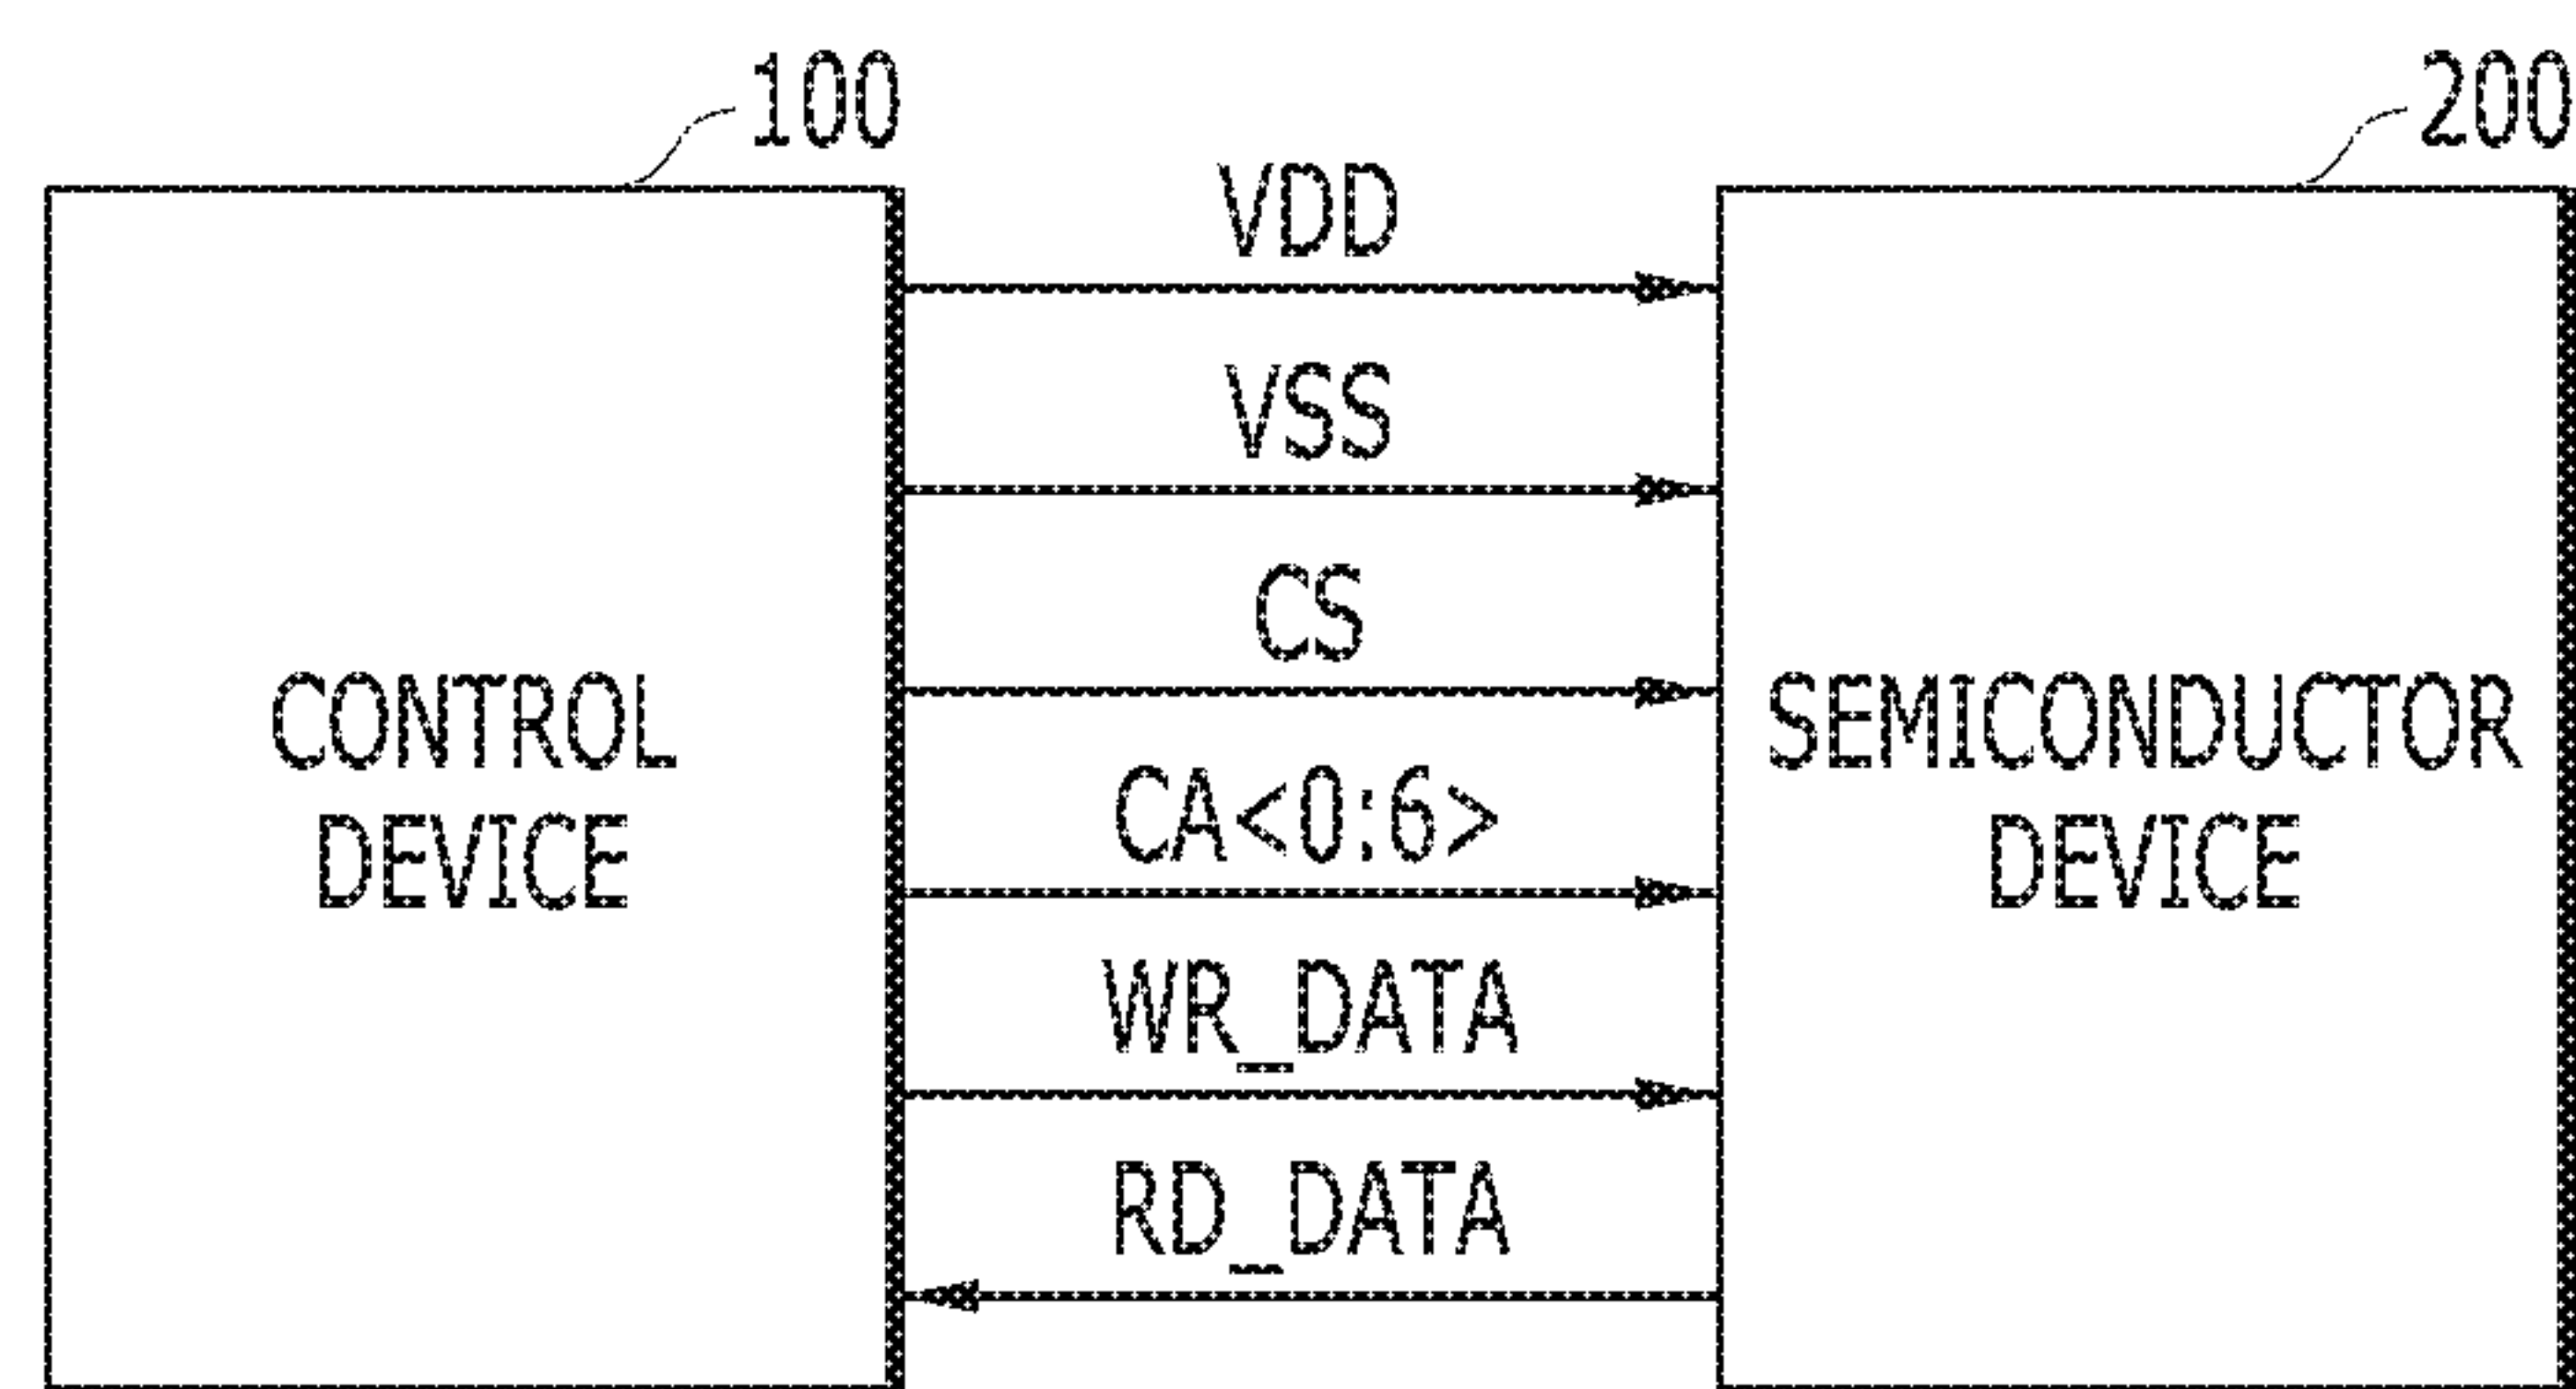 100
200
VDD
VSS
CS
CA<0:6>
WR_DATA
RD_DATA
CONTROL
DEVICE
SEMICONDUCTOR
DEVICE